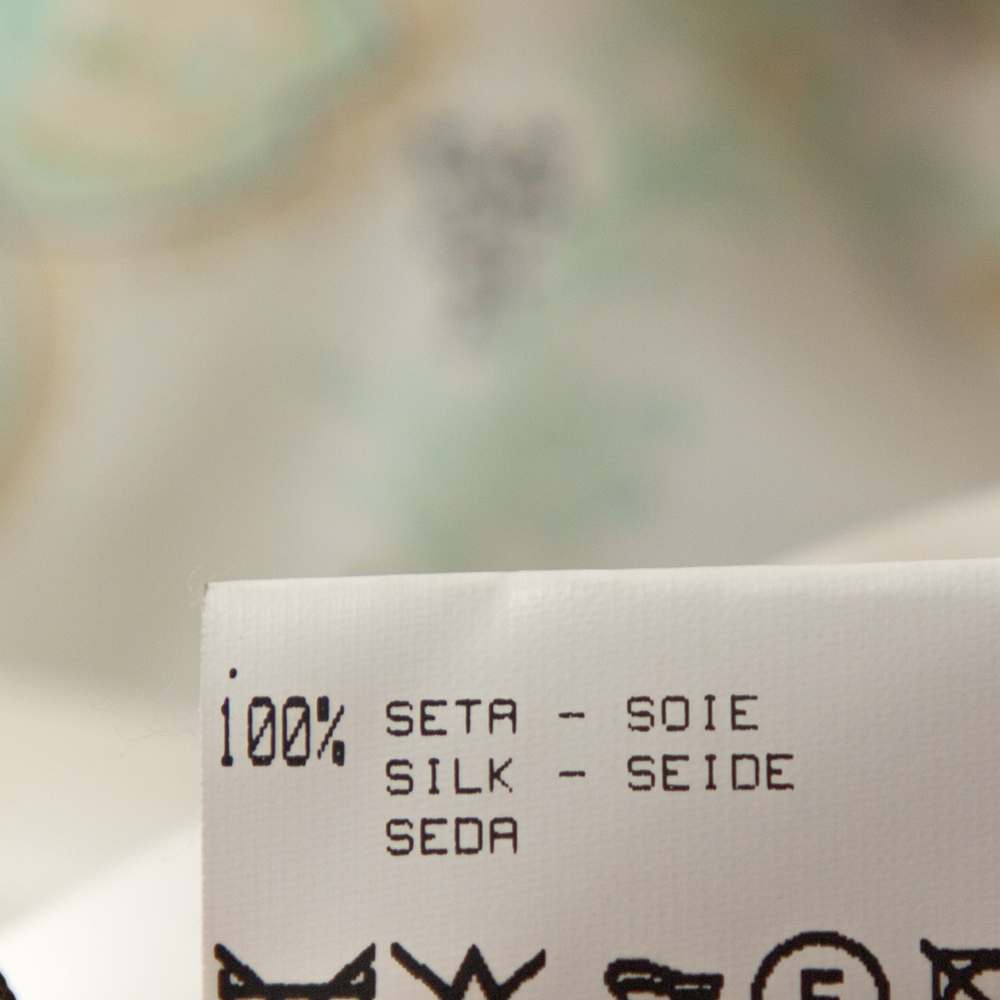 100% SETA - SOIE
SILK - SEIDE
SEDA
F